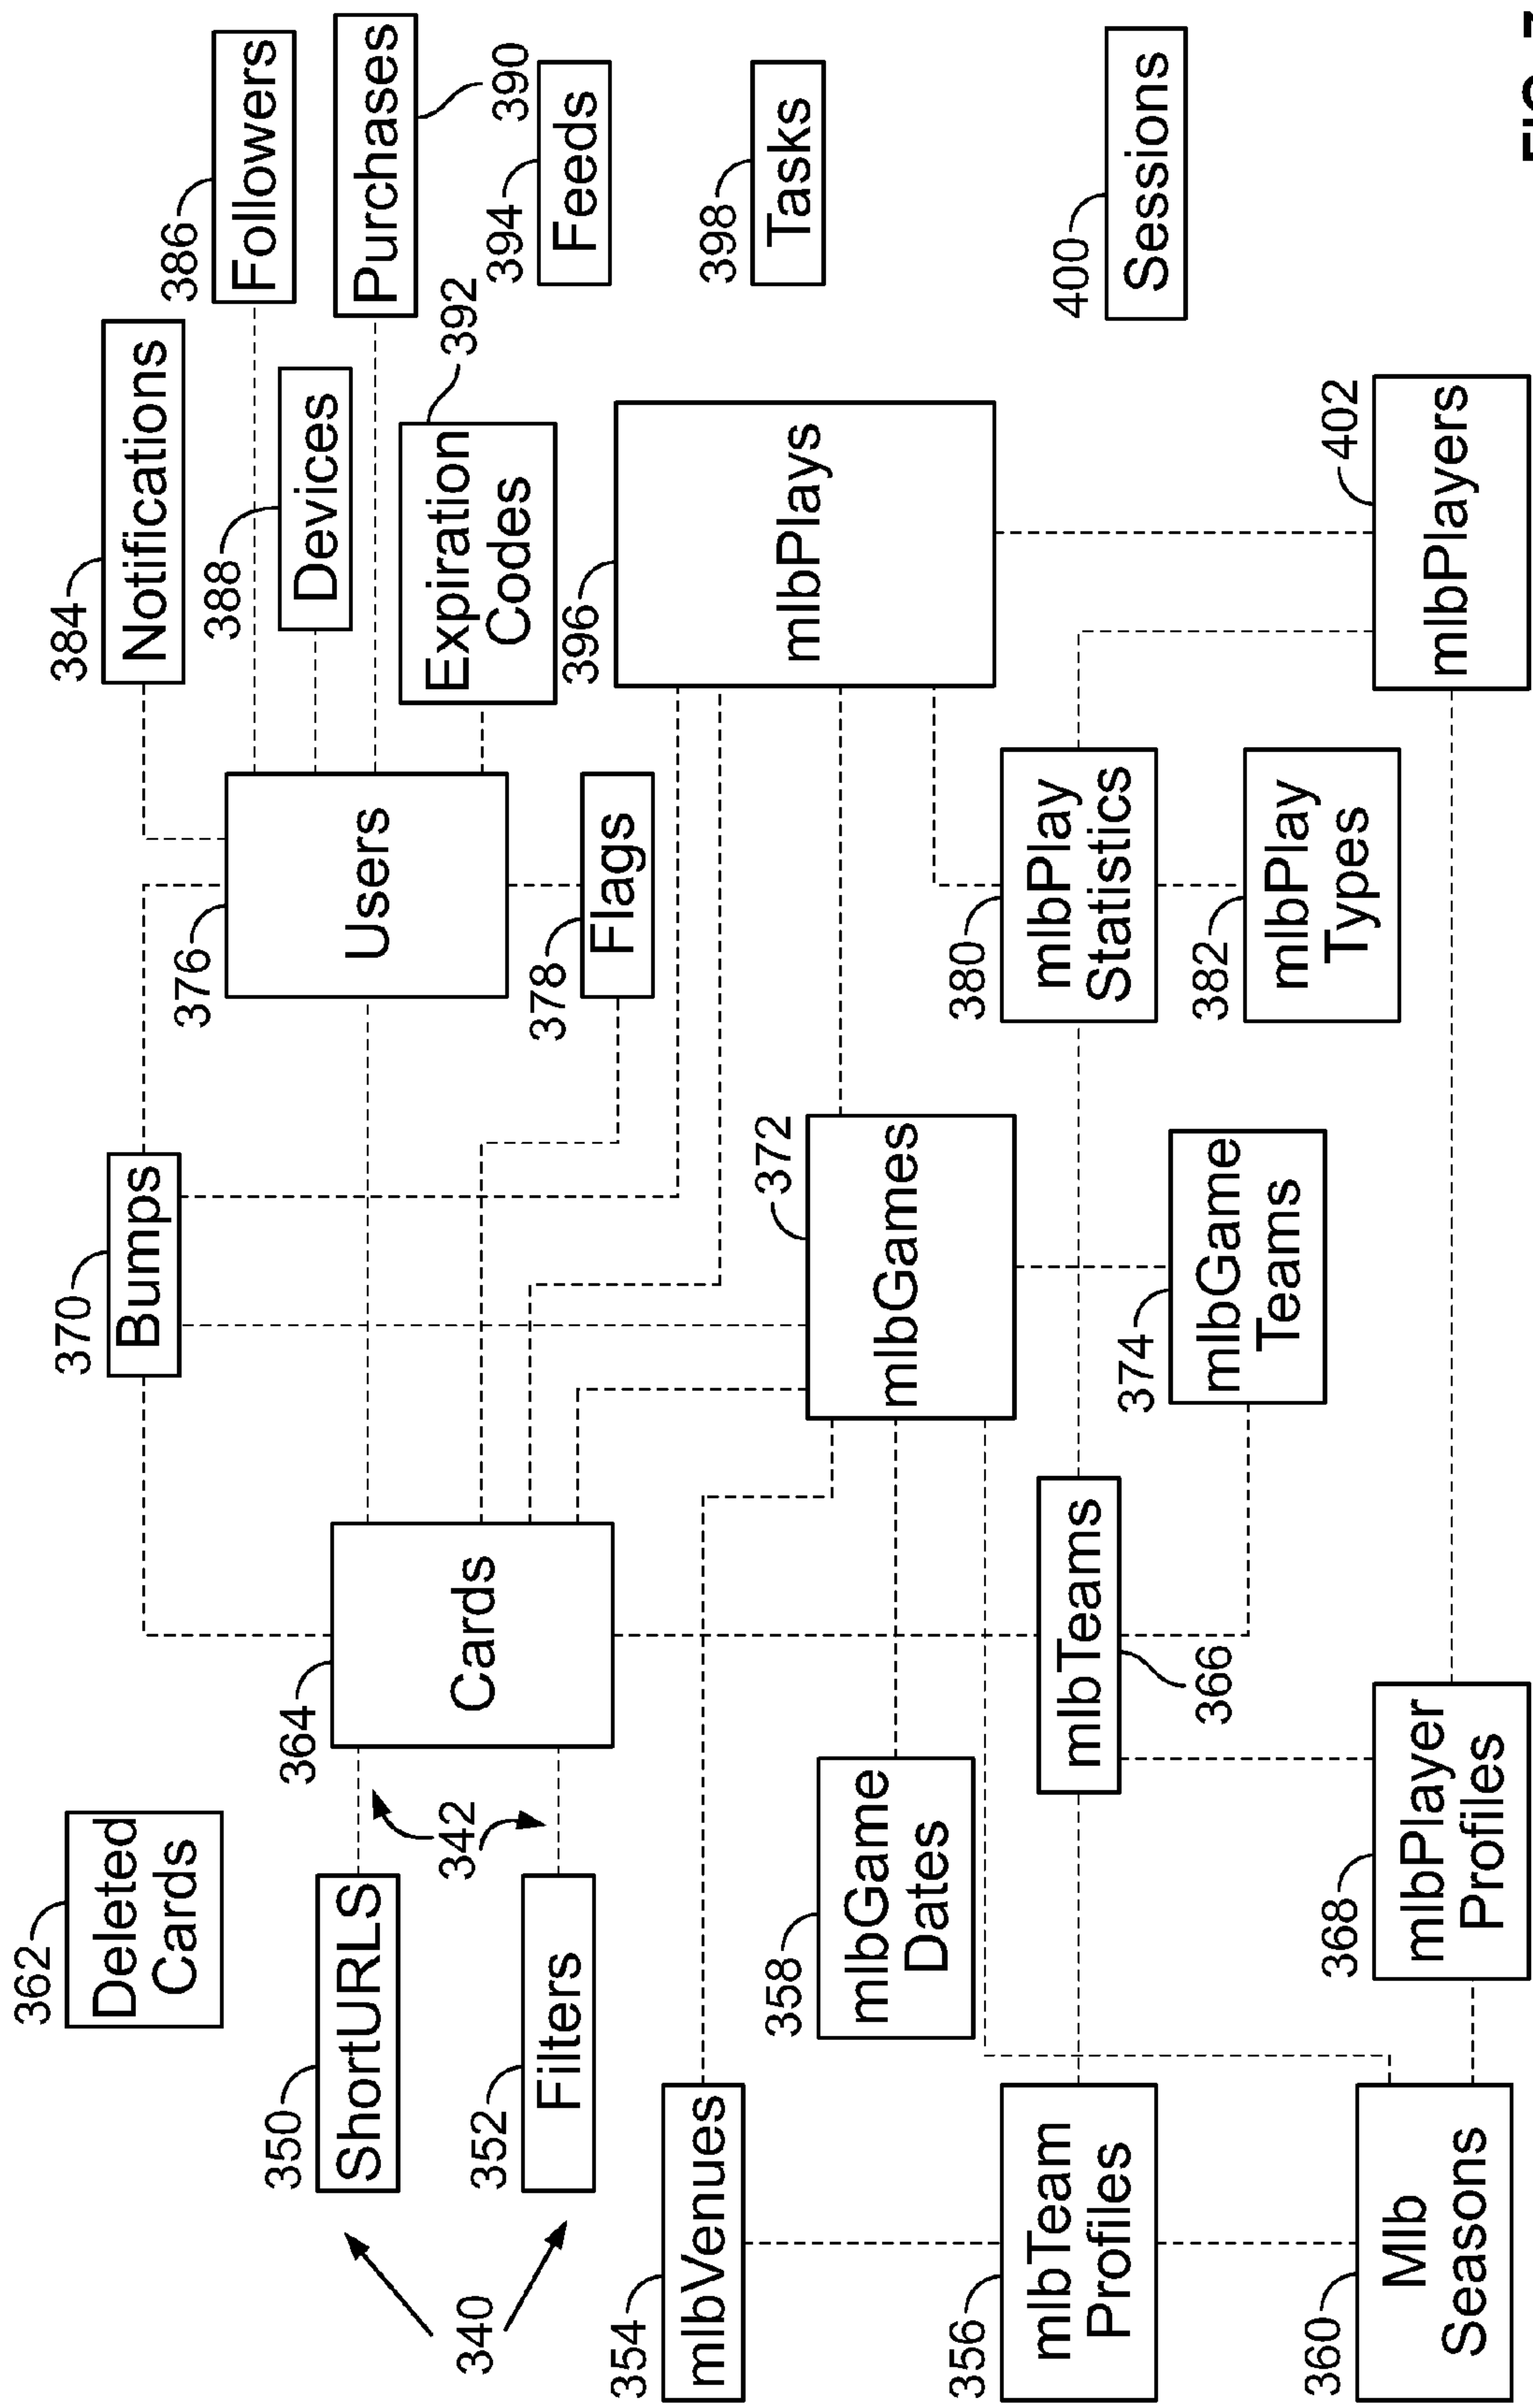 362
Deleted
Cards
370
Bumps
384
Notifications
386
Followers
350
ShortURLS
364
Cards
376
Users
388
Devices
Purchases
390
340
342
352
Filters
378
Flags
Expiration
Codes
392
394
Feeds
354
mlbVenues
396
mlbPlays
398
Tasks
358
mlbGame
Dates
mlbGames
372
356
mlbTeam
Profiles
mlbTeams
366
374
mlbGame
Teams
380
mlbPlay
Statistics
382
mlbPlay
Types
400
Sessions
360
Mlb
Seasons
368
mlbPlayer
Profiles
mlbPlayers
402
FIG. 7